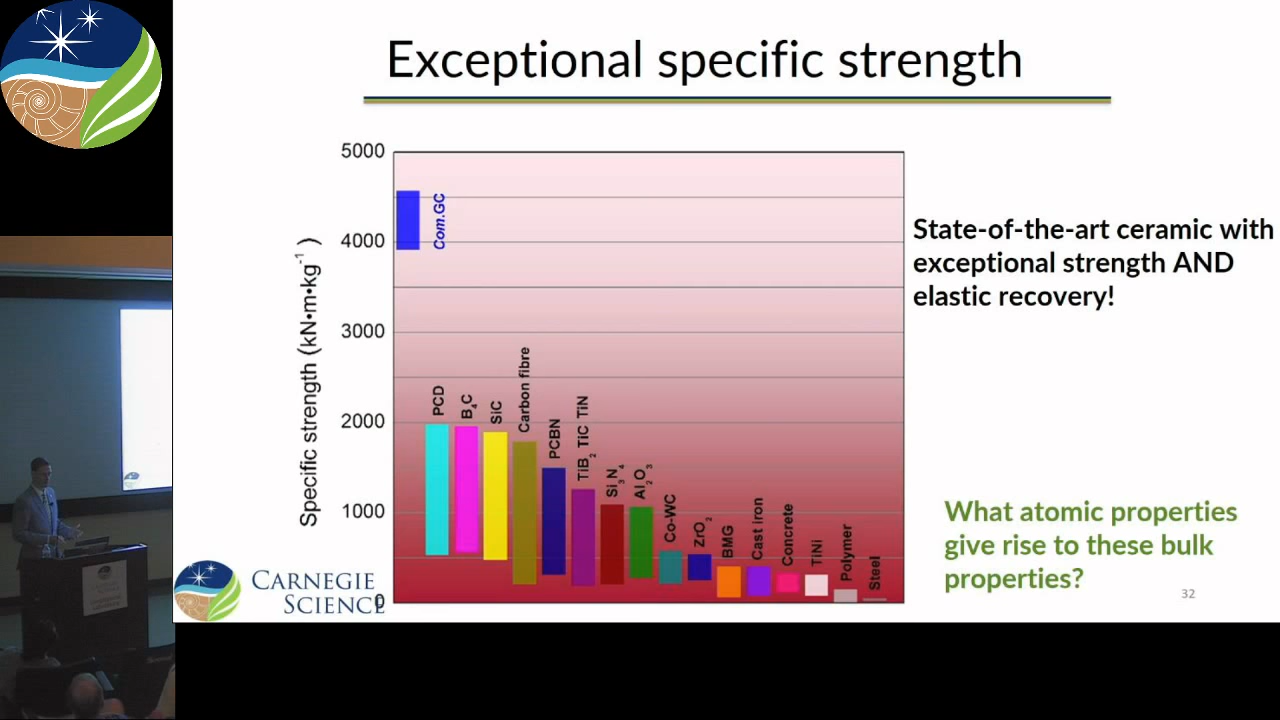 Exceptional specific strength
5000
4000
3000
2000
1000
0
Specific strength (kN•m•kg⁻¹ )
Com.GC
PCD
B₄C
SiC
Carbon fibre
PCBN
TiB₂ TiC TiN
Si₃N₄
Al₂O₃
Co-WC
ZrO₂
BMG
Cast iron
Concrete
TiNi
Polymer
Steel
State-of-the-art ceramic with
exceptional strength AND
elastic recovery!
What atomic properties
give rise to these bulk
properties?
32
CARNEGIE
SCIENCE